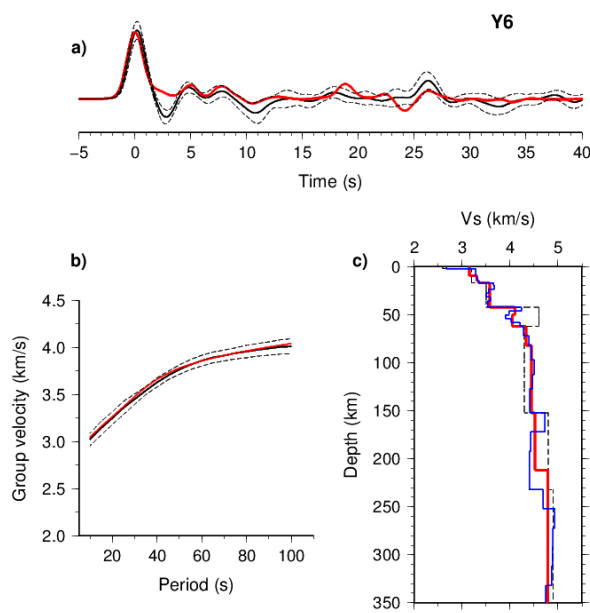 Y6
a)
−5 0 5 10 15 20 25 30 35 40
Time (s)
Vs (km/s)
b)
c)
2 3 4 5
4.5
4.0
3.5
3.0
2.5
2.0
Group velocity (km/s)
20 40 60 80 100
Period (s)
0
50
100
150
200
250
300
350
Depth (km)